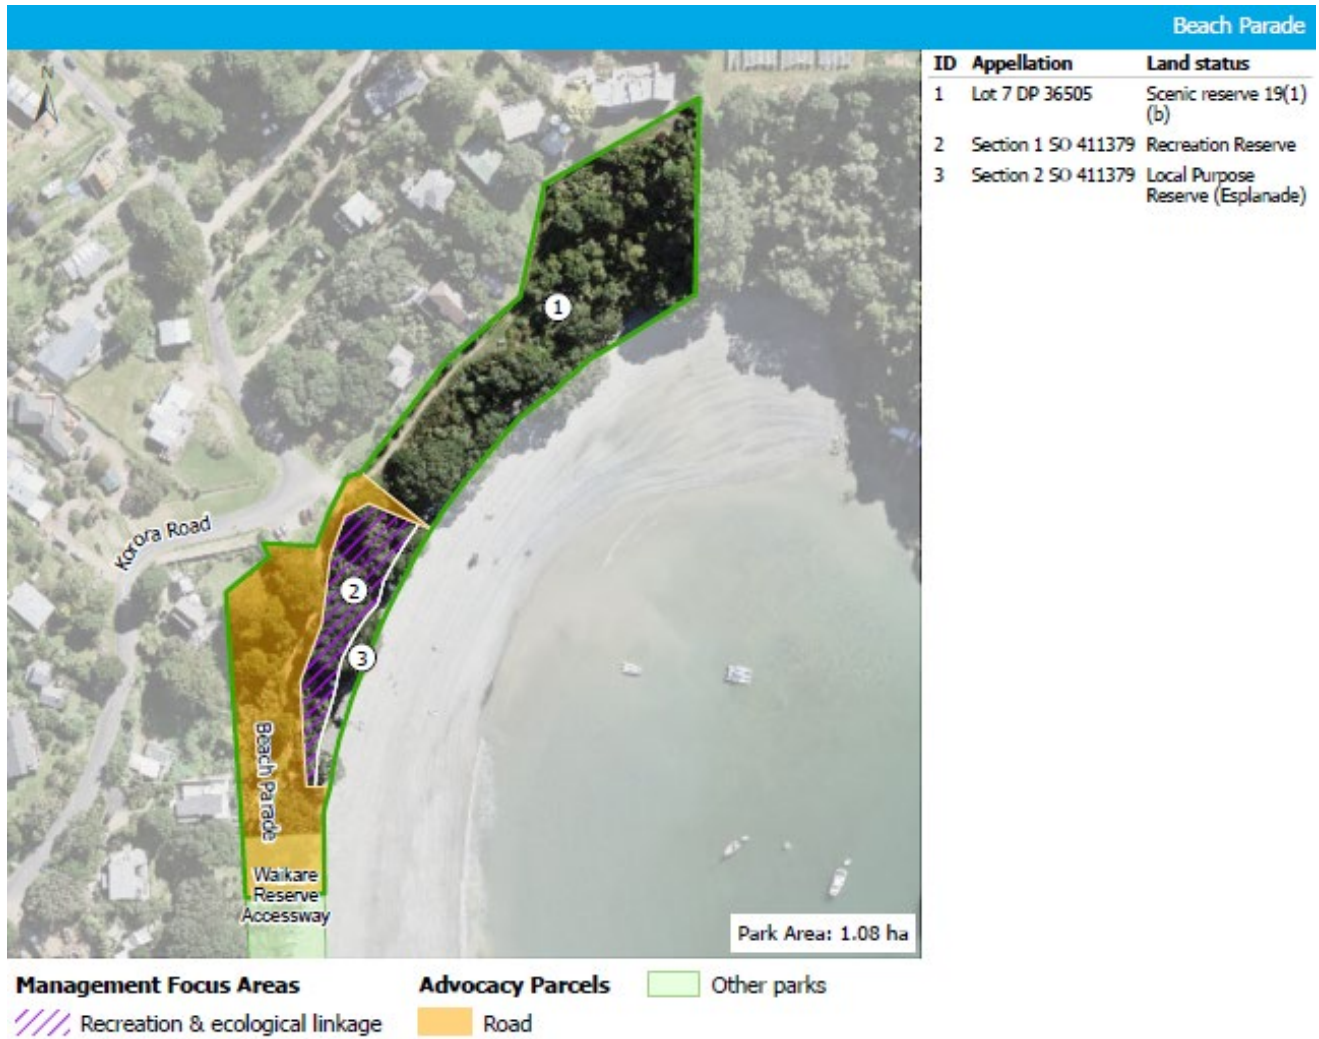 Beach Parade
ID Appellation Land status
1 Lot 7 DP 36505 Scenic reserve 19(1)
(b)
2 Section 1 SO 411379 Recreation Reserve
3 Section 2 SO 411379 Local Purpose
Reserve (Esplanade)
N
1
Korora Road
2
3
Beach Parade
Waikare
Reserve
Accessway
Park Area: 1.08 ha
Management Focus Areas
Recreation & ecological linkage
Advocacy Parcels
Road
Other parks